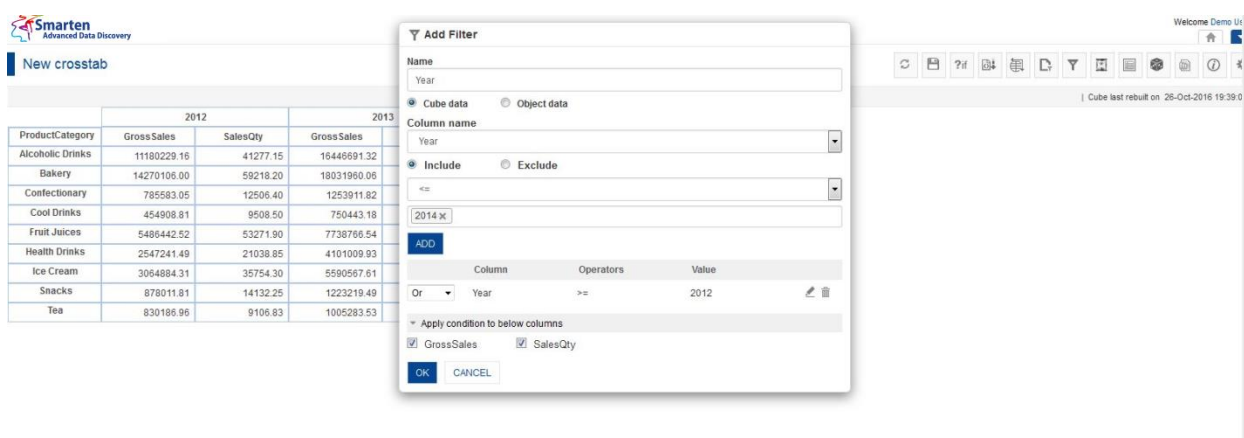 Smarten
Advanced Data Discovery
Welcome Demo Us
New crosstab
?if
| Cube last rebuilt on 26-Oct-2016 19:39:0
2012 2013
ProductCategory GrossSales SalesQty GrossSales
Alcoholic Drinks 11180229.16 41277.15 16446691.32
Bakery 14270106.00 59218.20 18031960.06
Confectionary 785583.05 12506.40 1253911.82
Cool Drinks 454908.81 9508.50 750443.18
Fruit Juices 5486442.52 53271.90 7738766.54
Health Drinks 2547241.49 21038.85 4101009.93
Ice Cream 3064884.31 35754.30 5590567.61
Snacks 878011.81 14132.25 1223219.49
Tea 830186.96 9106.83 1005283.53
Add Filter
Name
Year
Cube data Object data
Column name
Year
Include Exclude
<=
2014 x
ADD
Column Operators Value
Or Year >= 2012
Apply condition to below columns
GrossSales SalesQty
OK CANCEL